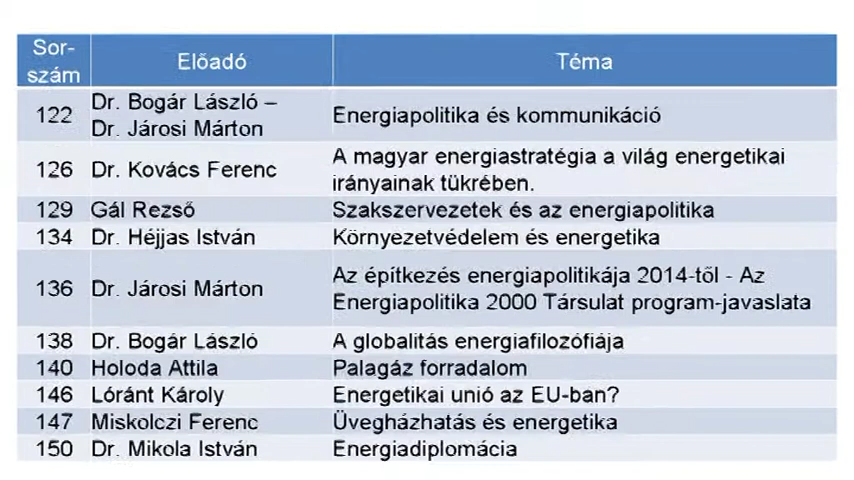 Sor-
szám
Előadó
Téma
122
Dr. Bogár László –
Dr. Járosi Márton
Energiapolitika és kommunikáció
126
Dr. Kovács Ferenc
A magyar energiastratégia a világ energetikai
irányainak tükrében.
129
Gál Rezső
Szakszervezetek és az energiapolitika
134
Dr. Héjjas István
Környezetvédelem és energetika
136
Dr. Járosi Márton
Az építkezés energiapolitikája 2014-től - Az
Energiapolitika 2000 Társulat program-javaslata
138
Dr. Bogár László
A globalitás energiafilozófiája
140
Holoda Attila
Palagáz forradalom
146
Lóránt Károly
Energetikai unió az EU-ban?
147
Miskolczi Ferenc
Üvegházhatás és energetika
150
Dr. Mikola István
Energiadiplomácia